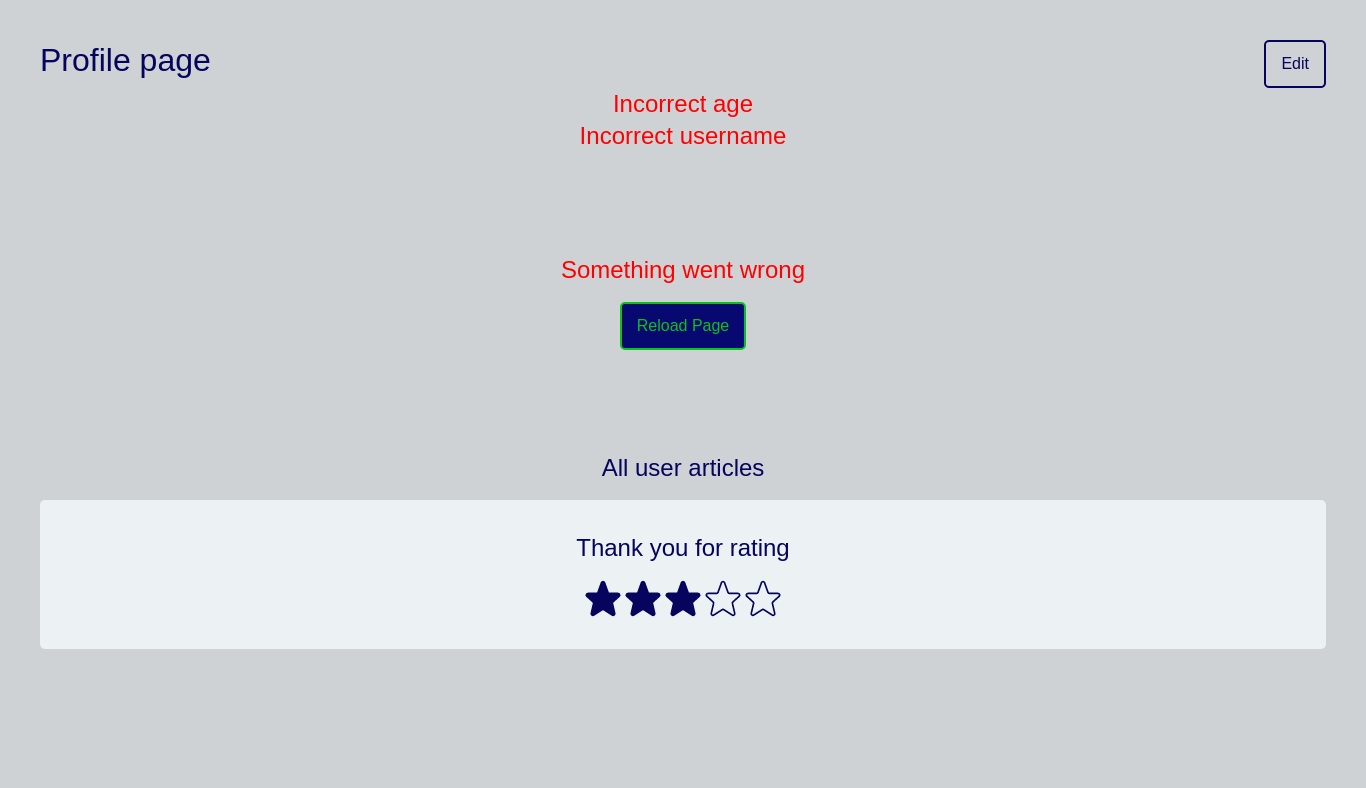 Profile page
Edit
Incorrect age
Incorrect username
Something went wrong
Reload Page
All user articles
Thank you for rating